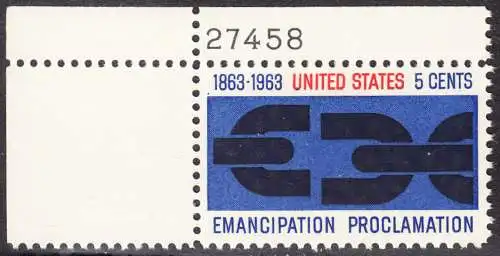 27458
1863-1963 UNITED STATES 5 CENTS
EMANCIPATION PROCLAMATION